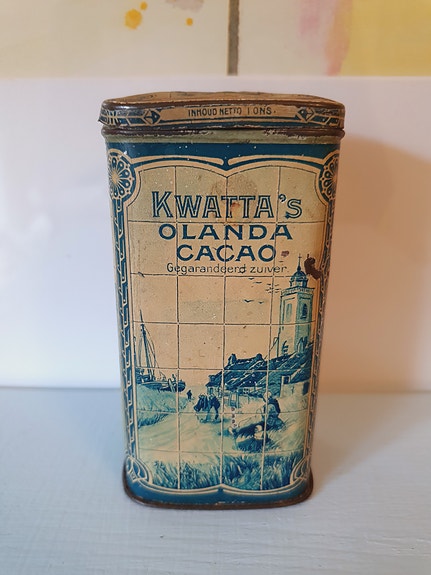 INHOUD NETTO 1 ONS.
KWATTA'S
OLANDA
CACAO
Gegarandeerd zuiver